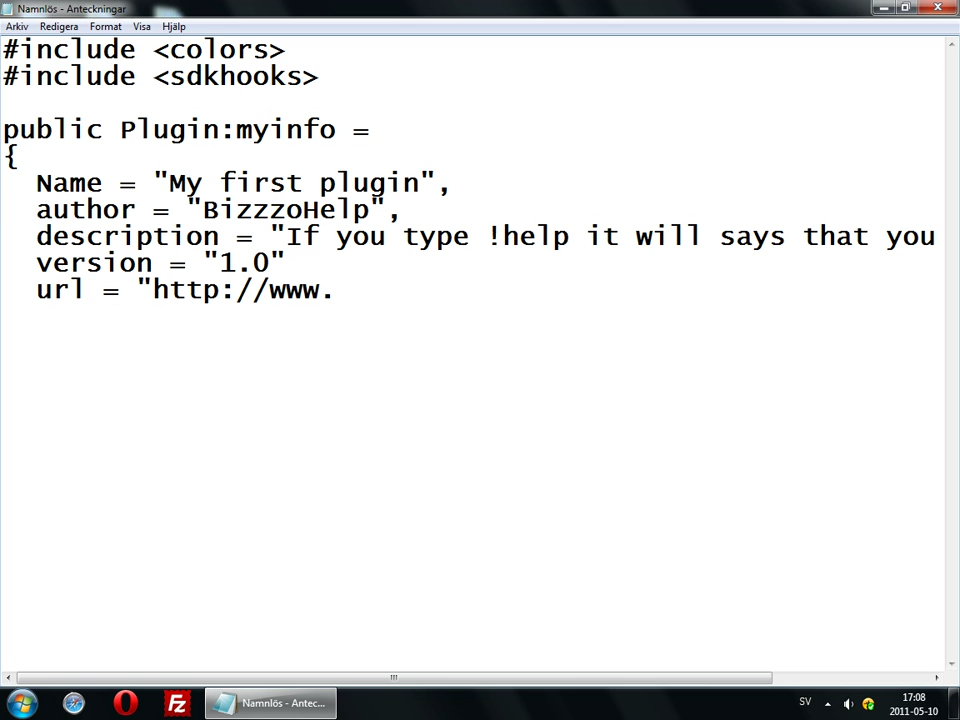 Namnlös - Anteckningar
Arkiv Redigera Format Visa Hjälp
#include <colors>
#include <sdkhooks>
public Plugin:myinfo =
{
Name = "My first plugin",
author = "BizzzoHelp",
description = "If you type !help it will says that you
version = "1.0"
url = "http://www.
Namnlös - Antec...
SV
17:08
2011-05-10